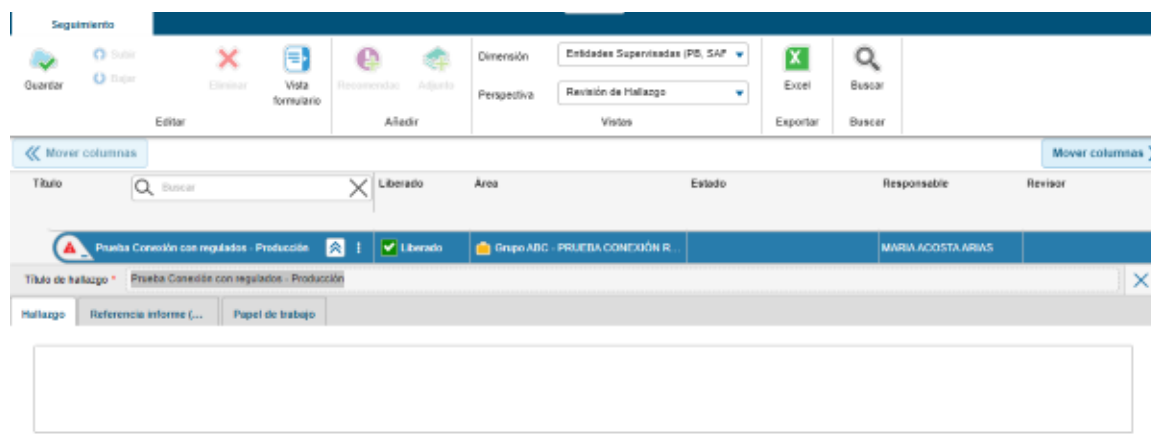 Seguimiento
Guardar
Subir
Bajar
Eliminar
Vista formulario
Editar
Recomendac
Adjunto
Añadir
Dimensión
Entidades Supervisadas (PB, SAF
Perspectiva
Revisión de Hallazgo
Vistas
Excel
Exportar
Buscar
Buscar
Mover columnas
Mover columnas
Título
Buscar
Liberado
Área
Estado
Responsable
Revisor
Prueba Conexión con regulados - Producción
Liberado
Grupo ABC - PRUEBA CONEXIÓN R...
MARIA ACOSTA ARIAS
Título de hallazgo *
Prueba Conexión con regulados - Producción
Hallazgo
Referencia informe (...
Papel de trabajo